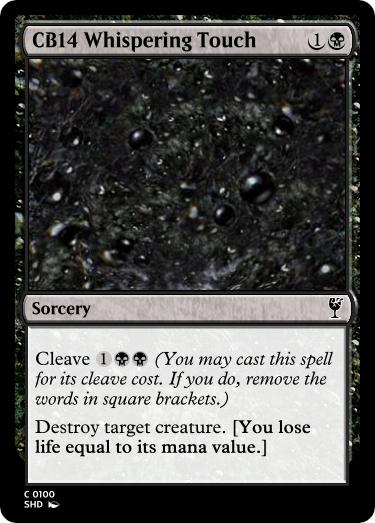 CB14 Whispering Touch 1
Sorcery
Cleave 1 (You may cast this spell
for its cleave cost. If you do, remove the
words in square brackets.)
Destroy target creature. [You lose
life equal to its mana value.]
C 0100
SHD